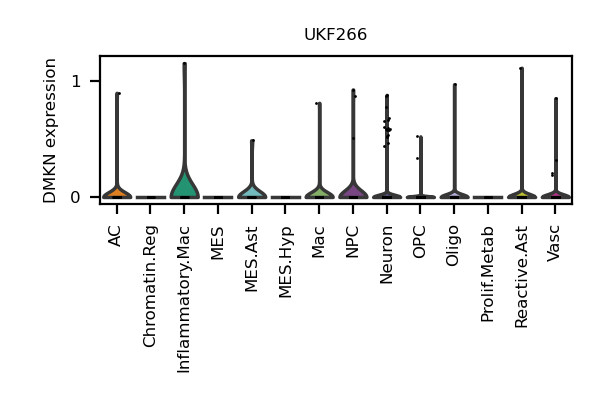 UKF266
DMKN expression
1
0
AC
Chromatin.Reg
Inflammatory.Mac
MES
MES.Ast
MES.Hyp
Mac
NPC
Neuron
OPC
Oligo
Prolif.Metab
Reactive.Ast
Vasc